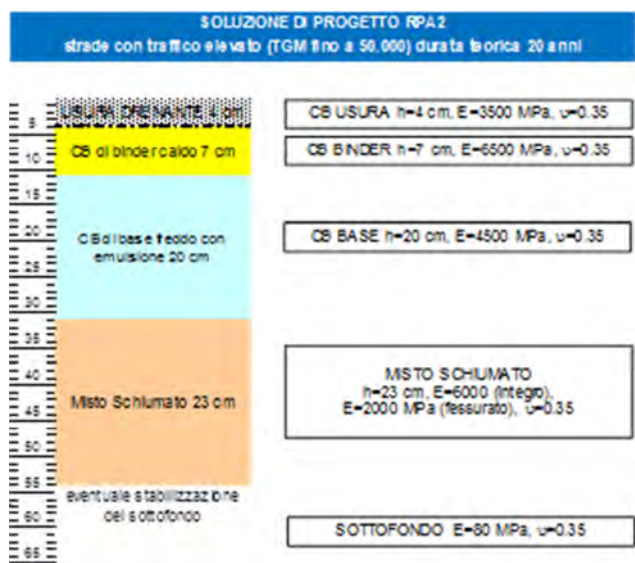 SOLUZIONE DI PROGETTO RPA2
strade con traffico elevato (TGM fino a 50.000) durata teorica 20 anni
USURA DRENANTE 4 cm
CB USURA h=4 cm, E=3500 MPa, υ=0.35
5
CB di binder caldo 7 cm
CB BINDER h=7 cm, E=6500 MPa, υ=0.35
10
15
20
CB di base freddo con
emulsione 20 cm
CB BASE h=20 cm, E=4500 MPa, υ=0.35
25
30
35
40
Misto Schiumato 23 cm
MISTO SCHIUMATO
h=23 cm, E=6000 (Integro),
E=2000 MPa (fessurato), υ=0.35
45
50
55
eventuale stabilizzazione
del sottofondo
60
SOTTOFONDO E=80 MPa, υ=0.35
65